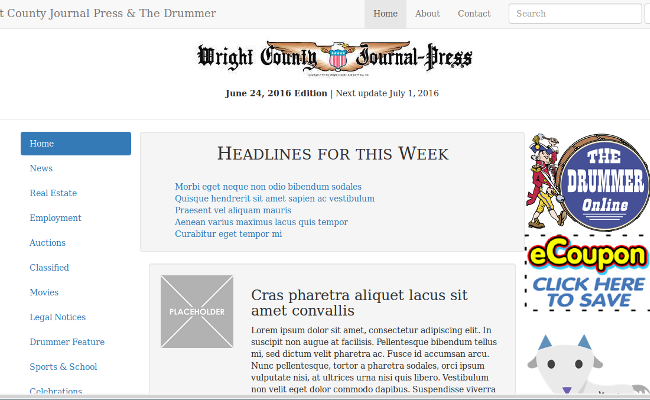 t County Journal Press & The Drummer
Home
About
Contact
Search
Wright County Journal-Press
June 24, 2016 Edition | Next update July 1, 2016
Home
News
Real Estate
Employment
Auctions
Classified
Movies
Legal Notices
Drummer Feature
Sports & School
Celebrations
Headlines for this Week
Morbi eget neque non odio bibendum sodales
Quisque hendrerit sit amet sapien ac vestibulum
Praesent vel aliquam mauris
Aenean varius maximus lacus quis tempor
Curabitur eget tempor mi
PLACEHOLDER
Cras pharetra aliquet lacus sit
amet convallis
Lorem ipsum dolor sit amet, consectetur adipiscing elit. In
suscipit non augue at facilisis. Pellentesque bibendum tellus
mi, sed dictum velit pharetra ac. Fusce id accumsan arcu.
Nunc pellentesque, tortor a pharetra sodales, orci ipsum
vulputate nisi, at ultrices urna nisi quis libero. Vestibulum
non velit eget dolor commodo dapibus. Suspendisse viverra
THE
DRUMMER
Online
eCoupon
CLICK HERE
TO SAVE